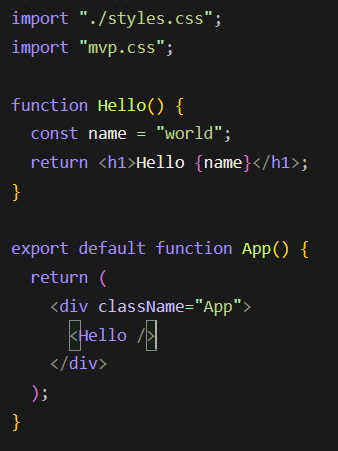 import "./styles.css";
import "mvp.css";
function Hello() {
const name = "world";
return <h1>Hello {name}</h1>;
}
export default function App() {
return (
<div className="App">
<Hello />
</div>
);
}